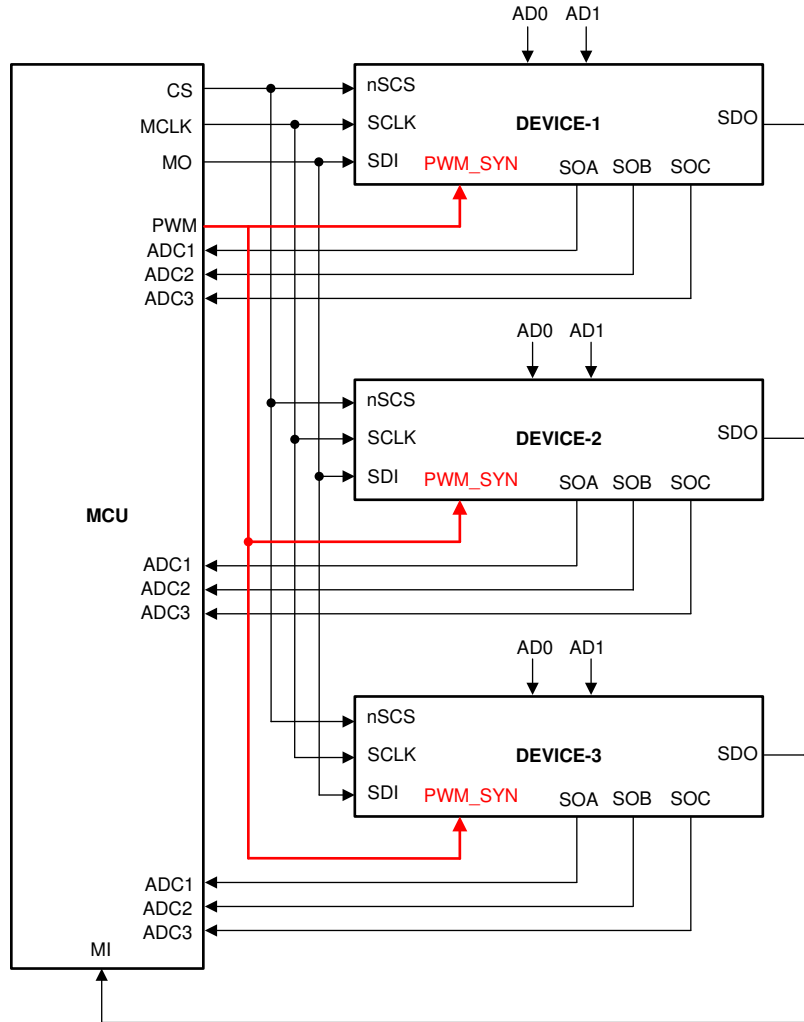 AD0 AD1
CS
MCLK
MO
PWM
ADC1
ADC2
ADC3
nSCS
SCLK
SDI
DEVICE-1
PWM_SYN
SOA SOB SOC
SDO
AD0 AD1
nSCS
SCLK
SDI
DEVICE-2
PWM_SYN
SOA SOB SOC
SDO
MCU
ADC1
ADC2
ADC3
AD0 AD1
nSCS
SCLK
SDI
DEVICE-3
PWM_SYN
SOA SOB SOC
SDO
ADC1
ADC2
ADC3
MI